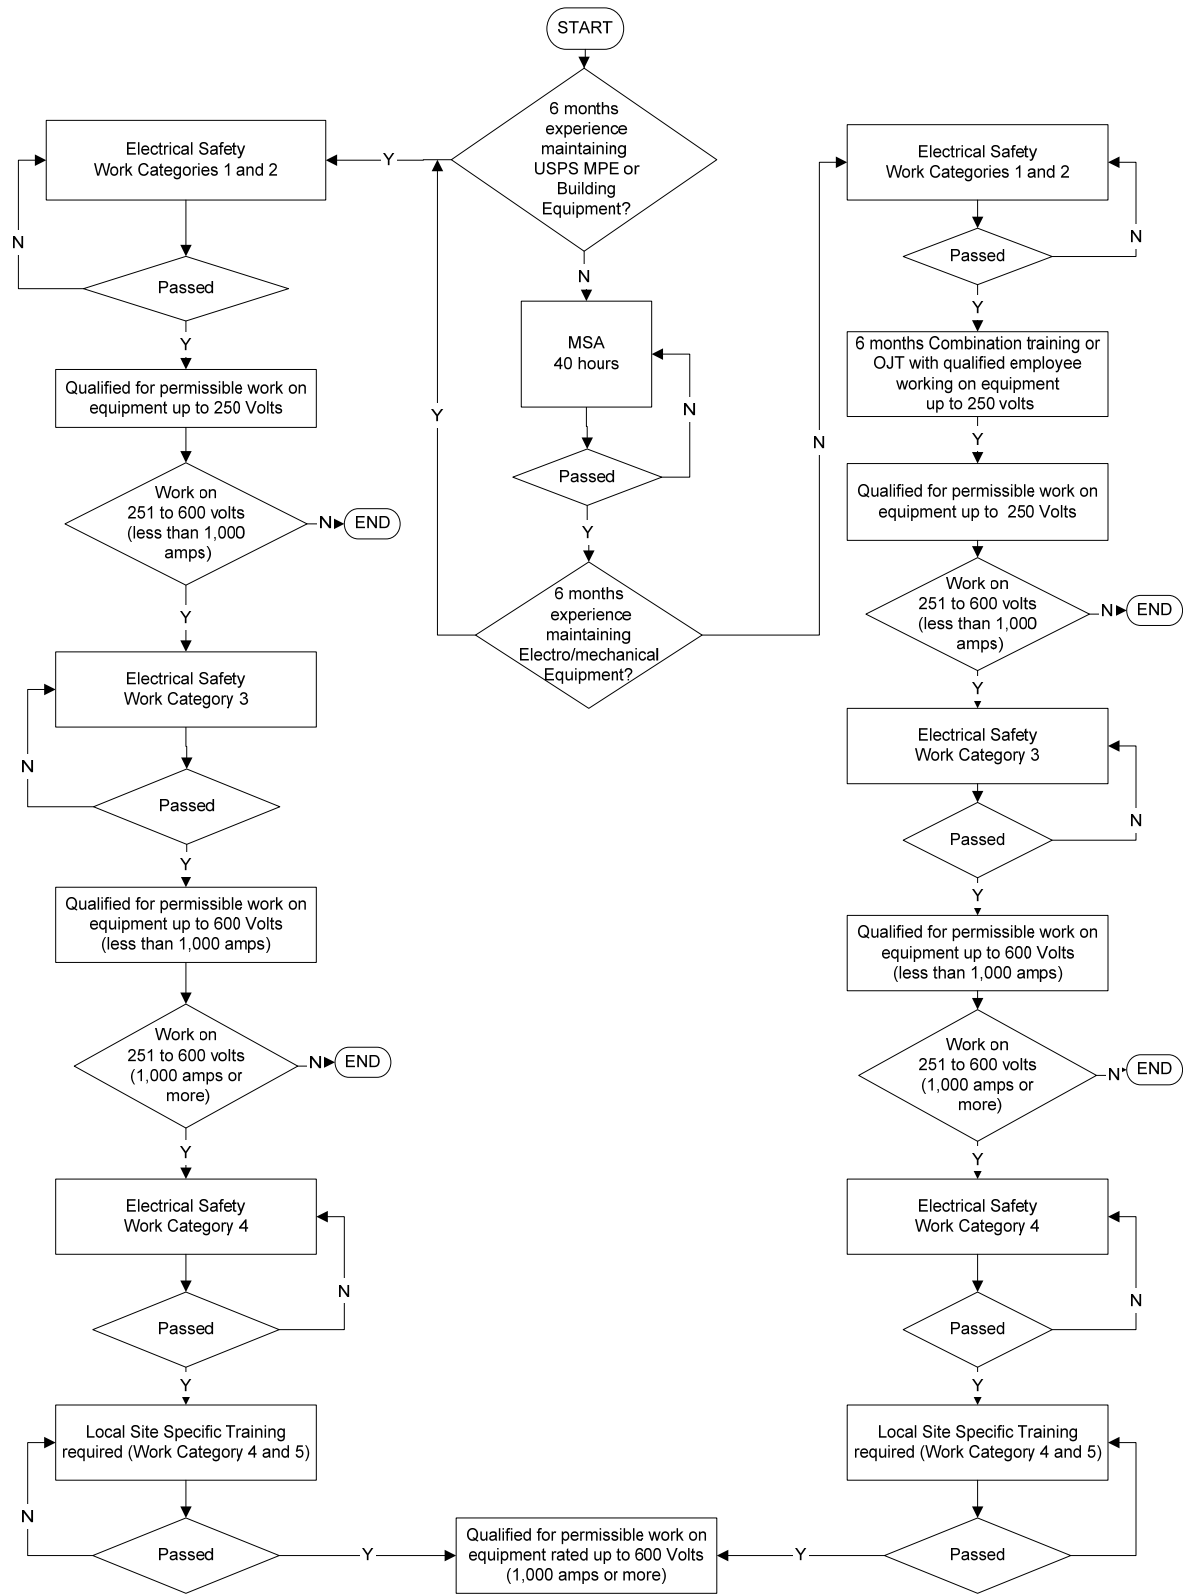 START
6 months
experience
maintaining
USPS MPE or
Building
Equipment?
Y
N
MSA
40 hours
N
Passed
Y
6 months
experience
maintaining
Electro/mechanical
Equipment?
Y
N
Electrical Safety
Work Categories 1 and 2
N
Passed
Y
Qualified for permissible work on
equipment up to 250 Volts
Work on
251 to 600 volts
(less than 1,000
amps)
N
END
Y
Electrical Safety
Work Category 3
N
Passed
Y
Qualified for permissible work on
equipment up to 600 Volts
(less than 1,000 amps)
Work on
251 to 600 volts
(1,000 amps or
more)
N
END
Y
Electrical Safety
Work Category 4
N
Passed
Y
Local Site Specific Training
required (Work Category 4 and 5)
N
Passed
Y
Electrical Safety
Work Categories 1 and 2
N
Passed
Y
6 months Combination training or
OJT with qualified employee
working on equipment
up to 250 volts
Y
Qualified for permissible work on
equipment up to 250 Volts
Work on
251 to 600 volts
(less than 1,000
amps)
N
END
Y
Electrical Safety
Work Category 3
N
Passed
Y
Qualified for permissible work on
equipment up to 600 Volts
(less than 1,000 amps)
Work on
251 to 600 volts
(1,000 amps or
more)
N
END
Y
Electrical Safety
Work Category 4
N
Passed
Y
Local Site Specific Training
required (Work Category 4 and 5)
N
Passed
Y
Qualified for permissible work on
equipment rated up to 600 Volts
(1,000 amps or more)